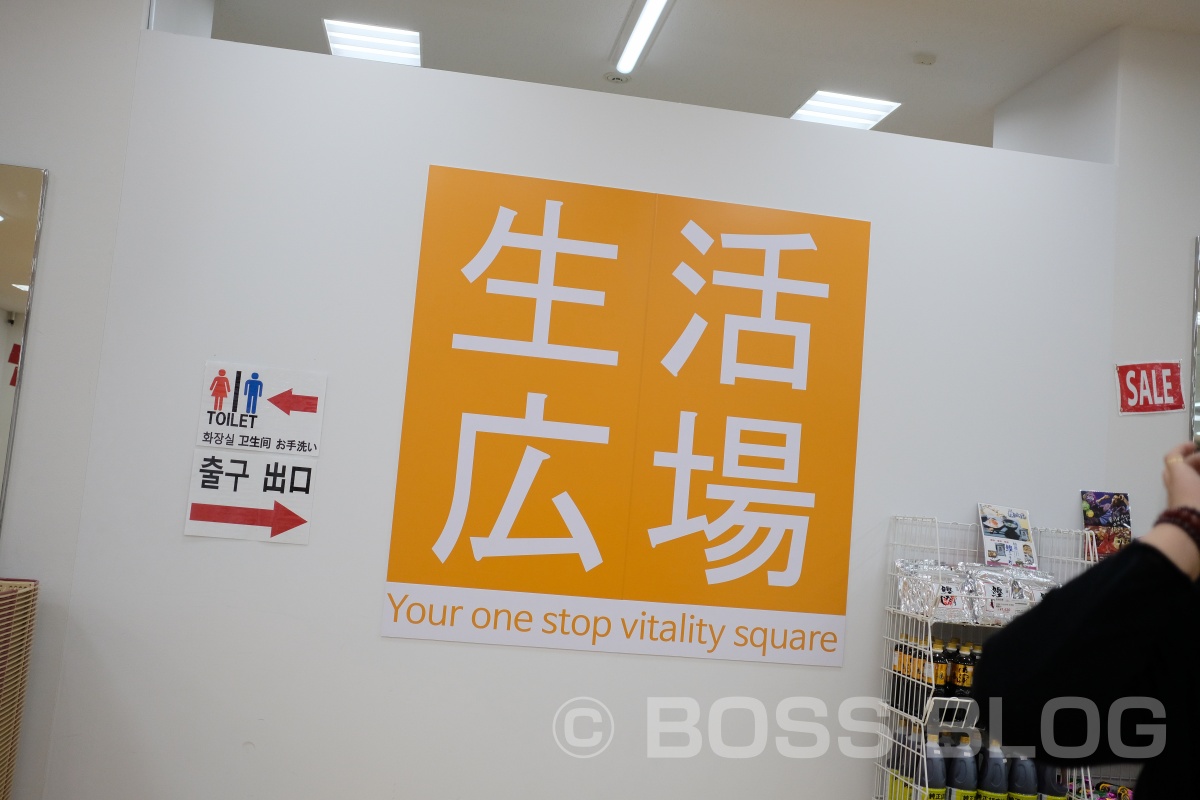 生活
広場
Your one stop vitality square
TOILET
화장실 卫生间 お手洗い
출구 出口
SALE
© BOSS-BLOG